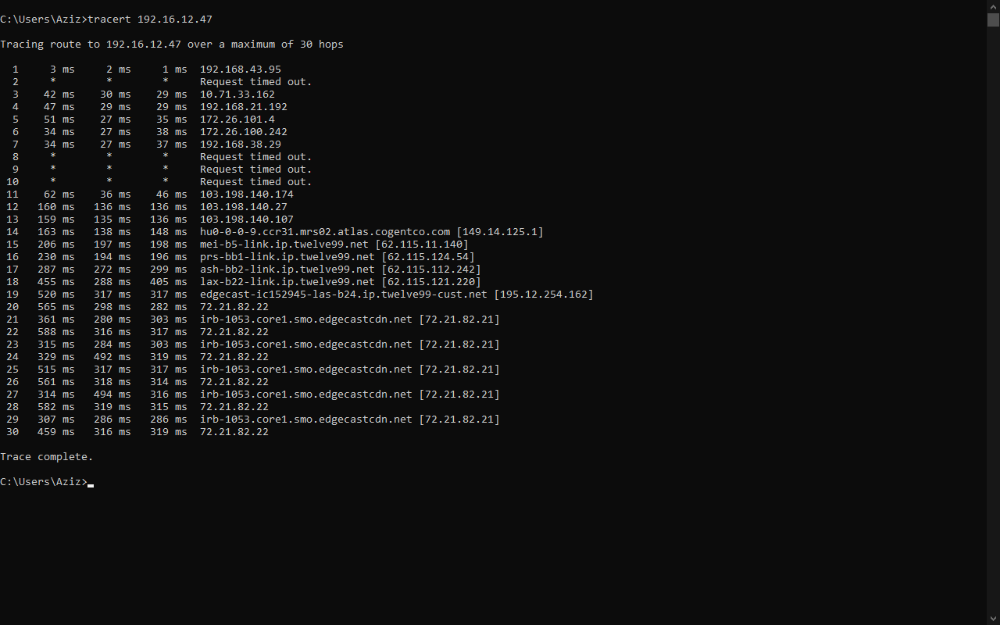 C:\Users\Aziz>tracert 192.16.12.47
Tracing route to 192.16.12.47 over a maximum of 30 hops
1 3 ms 2 ms 1 ms 192.168.43.95
2 * * * Request timed out.
3 42 ms 30 ms 29 ms 10.71.33.162
4 47 ms 29 ms 29 ms 192.168.21.192
5 51 ms 27 ms 35 ms 172.26.101.4
6 34 ms 27 ms 38 ms 172.26.100.242
7 34 ms 27 ms 37 ms 192.168.38.29
8 * * * Request timed out.
9 * * * Request timed out.
10 * * * Request timed out.
11 62 ms 36 ms 46 ms 103.198.140.174
12 160 ms 136 ms 136 ms 103.198.140.27
13 159 ms 135 ms 136 ms 103.198.140.107
14 163 ms 138 ms 148 ms hu0-0-0-9.ccr31.mrs02.atlas.cogentco.com [149.14.125.1]
15 206 ms 197 ms 198 ms mei-b5-link.ip.twelve99.net [62.115.11.140]
16 230 ms 194 ms 196 ms prs-bb1-link.ip.twelve99.net [62.115.124.54]
17 287 ms 272 ms 299 ms ash-bb2-link.ip.twelve99.net [62.115.112.242]
18 455 ms 288 ms 405 ms lax-b22-link.ip.twelve99.net [62.115.121.220]
19 520 ms 317 ms 317 ms edgecast-ic152945-las-b24.ip.twelve99-cust.net [195.12.254.162]
20 565 ms 298 ms 282 ms 72.21.82.22
21 361 ms 280 ms 303 ms irb-1053.core1.smo.edgecastcdn.net [72.21.82.21]
22 588 ms 316 ms 317 ms 72.21.82.22
23 315 ms 284 ms 303 ms irb-1053.core1.smo.edgecastcdn.net [72.21.82.21]
24 329 ms 492 ms 319 ms 72.21.82.22
25 515 ms 317 ms 317 ms irb-1053.core1.smo.edgecastcdn.net [72.21.82.21]
26 561 ms 318 ms 314 ms 72.21.82.22
27 314 ms 494 ms 316 ms irb-1053.core1.smo.edgecastcdn.net [72.21.82.21]
28 582 ms 319 ms 315 ms 72.21.82.22
29 307 ms 286 ms 286 ms irb-1053.core1.smo.edgecastcdn.net [72.21.82.21]
30 459 ms 316 ms 319 ms 72.21.82.22
Trace complete.
C:\Users\Aziz>